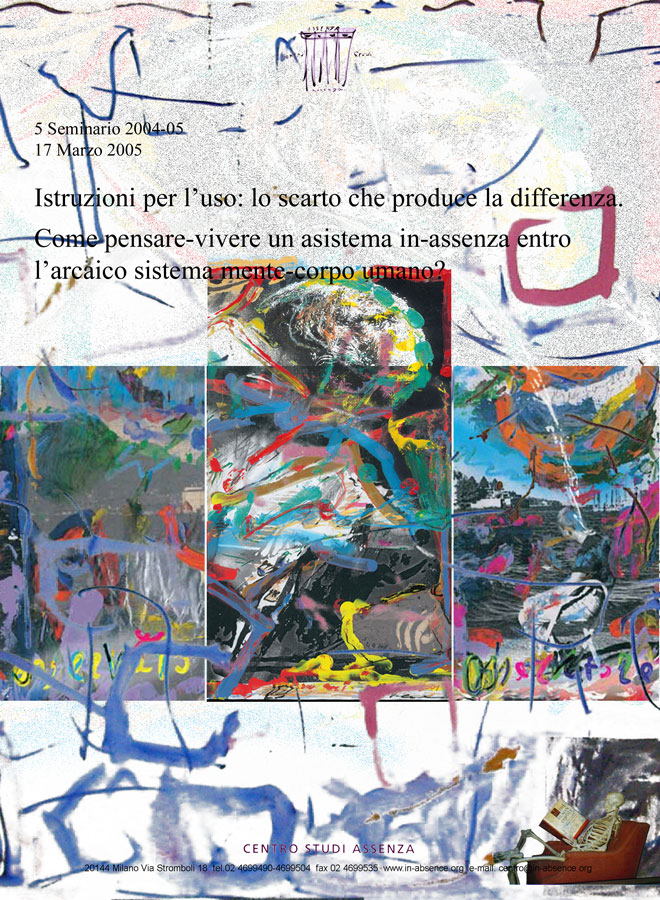 ASSENZA
Studi
5 Seminario 2004-05
17 Marzo 2005
Istruzioni per l’uso: lo scarto che produce la differenza.
Come pensare-vivere un asistema in-assenza entro
l’arcaico sistema mente-corpo umano?
CENTRO STUDI ASSENZA
20144 Milano Via Stromboli 18 tel.02 4699490-4699504 fax 02 4699535 www.in-absence.org e-mail centro@in-absence.org